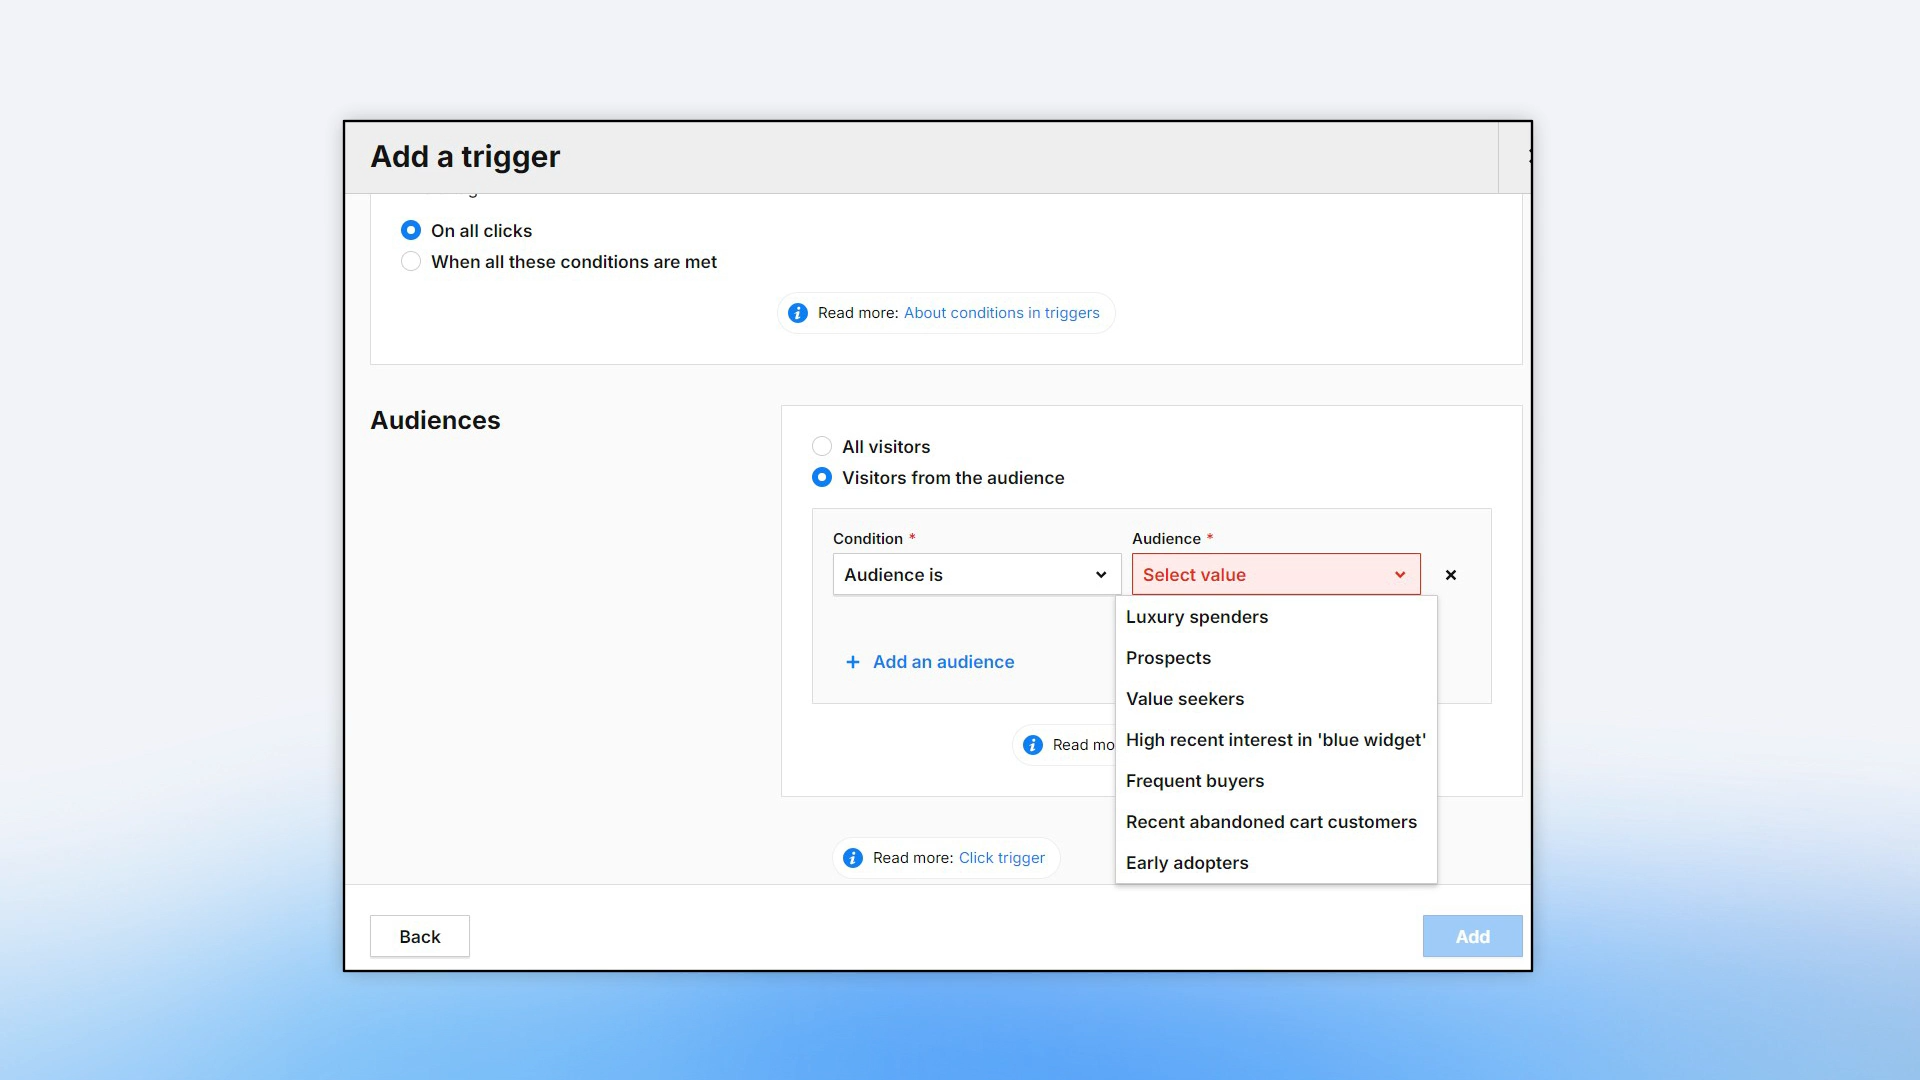 Add a trigger
On all clicks
When all these conditions are met
Read more: About conditions in triggers
Audiences
All visitors
Visitors from the audience
Condition *
Audience *
Audience is
Select value
Luxury spenders
Prospects
Add an audience
Value seekers
High recent interest in 'blue widget'
Read mo
Frequent buyers
Recent abandoned cart customers
Read more: Click trigger
Early adopters
Back
Add